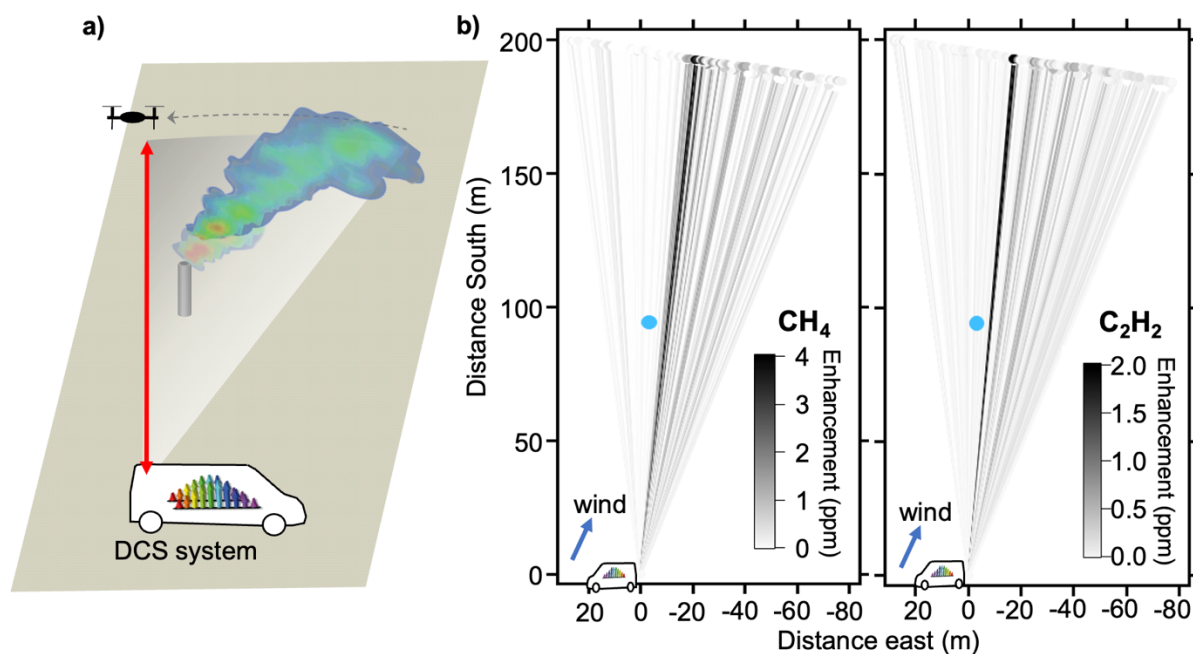 a)
DCS system
b)
Distance South (m)
200
150
100
50
0
CH4
4
3
2
1
0
Enhancement (ppm)
wind
20 0 -20 -40 -60 -80
C2H2
2.0
1.5
1.0
0.5
0.0
Enhancement (ppm)
wind
20 0 -20 -40 -60 -80
Distance east (m)